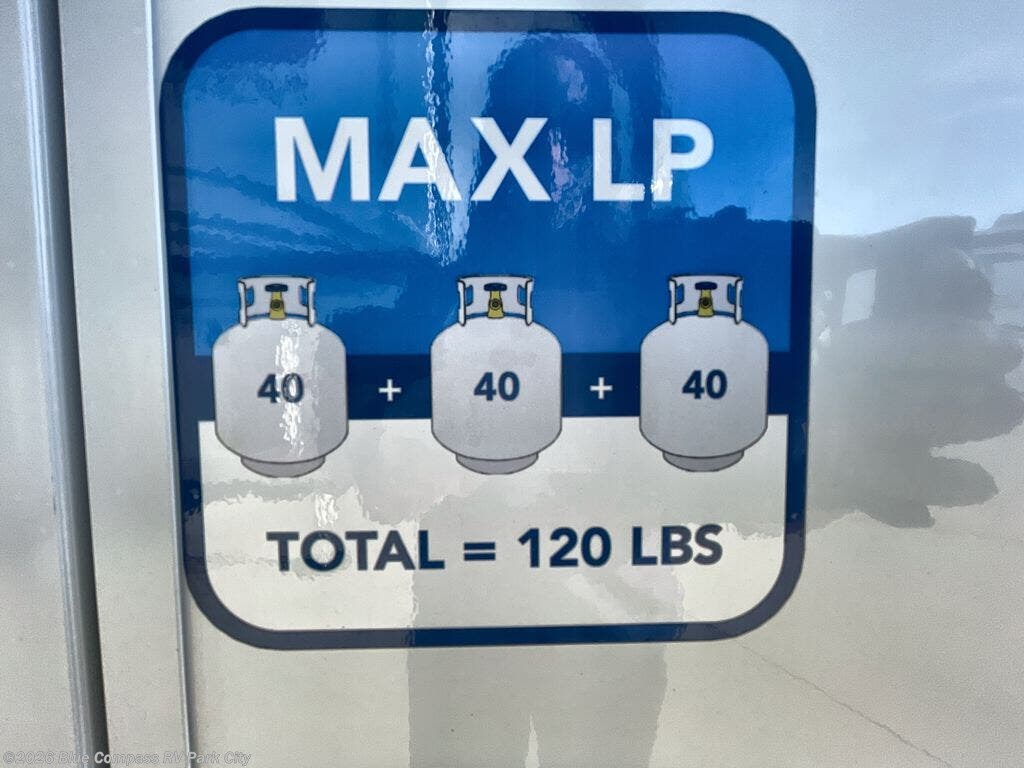 MAX LP
40 + 40 + 40
TOTAL = 120 LBS
©2026 Blue Compass RV Park City